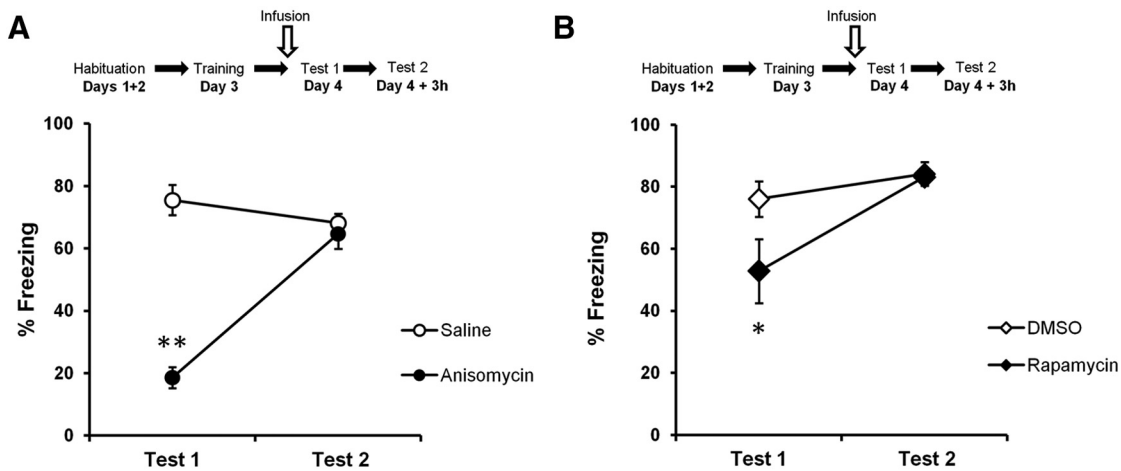 A
Infusion
Habituation Training Test 1 Test 2
Days 1+2 Day 3 Day 4 Day 4 + 3h
100
80
60
40
20
0
% Freezing
**
Saline
Anisomycin
Test 1 Test 2
B
Infusion
Habituation Training Test 1 Test 2
Days 1+2 Day 3 Day 4 Day 4 + 3h
100
80
60
40
20
0
% Freezing
*
DMSO
Rapamycin
Test 1 Test 2